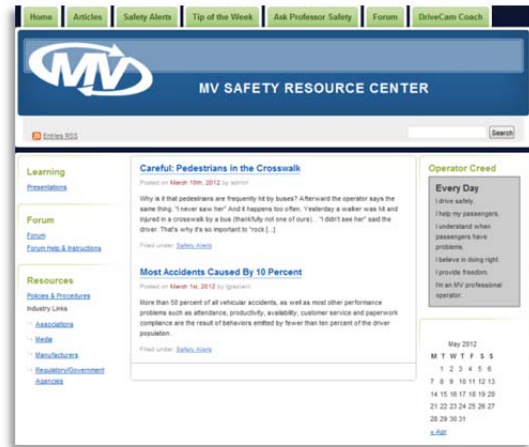 Home Articles Safety Alerts Tip of the Week Ask Professor Safety Forum DriveCam Coach
MV
MV SAFETY RESOURCE CENTER
Entries RSS
Search
Learning
Presentations
Forum
Forum
Forum Help & Instructions
Resources
Policies & Procedures
Industry Links
Associations
Media
Manufacturers
Regulatory/Government
Agencies
Careful: Pedestrians in the Crosswalk
Posted on March 10th, 2012 by admin
Why is it that pedestrians are frequently hit by buses? Afterward the operator says the
same thing, "I never saw her" And it happens too often. Yesterday a walker was hit and
injured in a crosswalk by a bus (thankfully not one of ours)... "I didn't see her" said the
driver. That's why it's so important to "rock [...]
Filed under: Safety Alerts
Most Accidents Caused By 10 Percent
Posted on March 1st, 2012 by
More than 50 percent of all vehicular accidents, as well as most other performance
problems such as attendance, productivity, availability, customer service and paperwork
compliance are the result of behaviors emitted by fewer than ten percent of the driver
population.
Filed under: Safety Alerts
Operator Creed
Every Day
I drive safely.
I help my passengers.
I understand when
passengers have
problems.
I believe in doing right.
I provide freedom.
I'm an MV professional
operator.
May 2012
M T W T F S S
1 2 3 4 5 6
7 8 9 10 11 12 13
14 15 16 17 18 19 20
21 22 23 24 25 26 27
28 29 30 31
« Apr